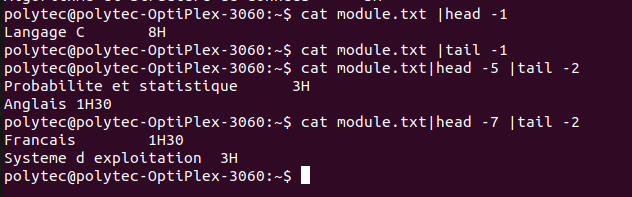 polytec@polytec-OptiPlex-3060:~$ cat module.txt |head -1
Langage C       8H
polytec@polytec-OptiPlex-3060:~$ cat module.txt |tail -1
polytec@polytec-OptiPlex-3060:~$ cat module.txt|head -5 |tail -2
Probabilite et statistique      3H
Anglais 1H30
polytec@polytec-OptiPlex-3060:~$ cat module.txt|head -7 |tail -2
Francais        1H30
Systeme d exploitation  3H
polytec@polytec-OptiPlex-3060:~$